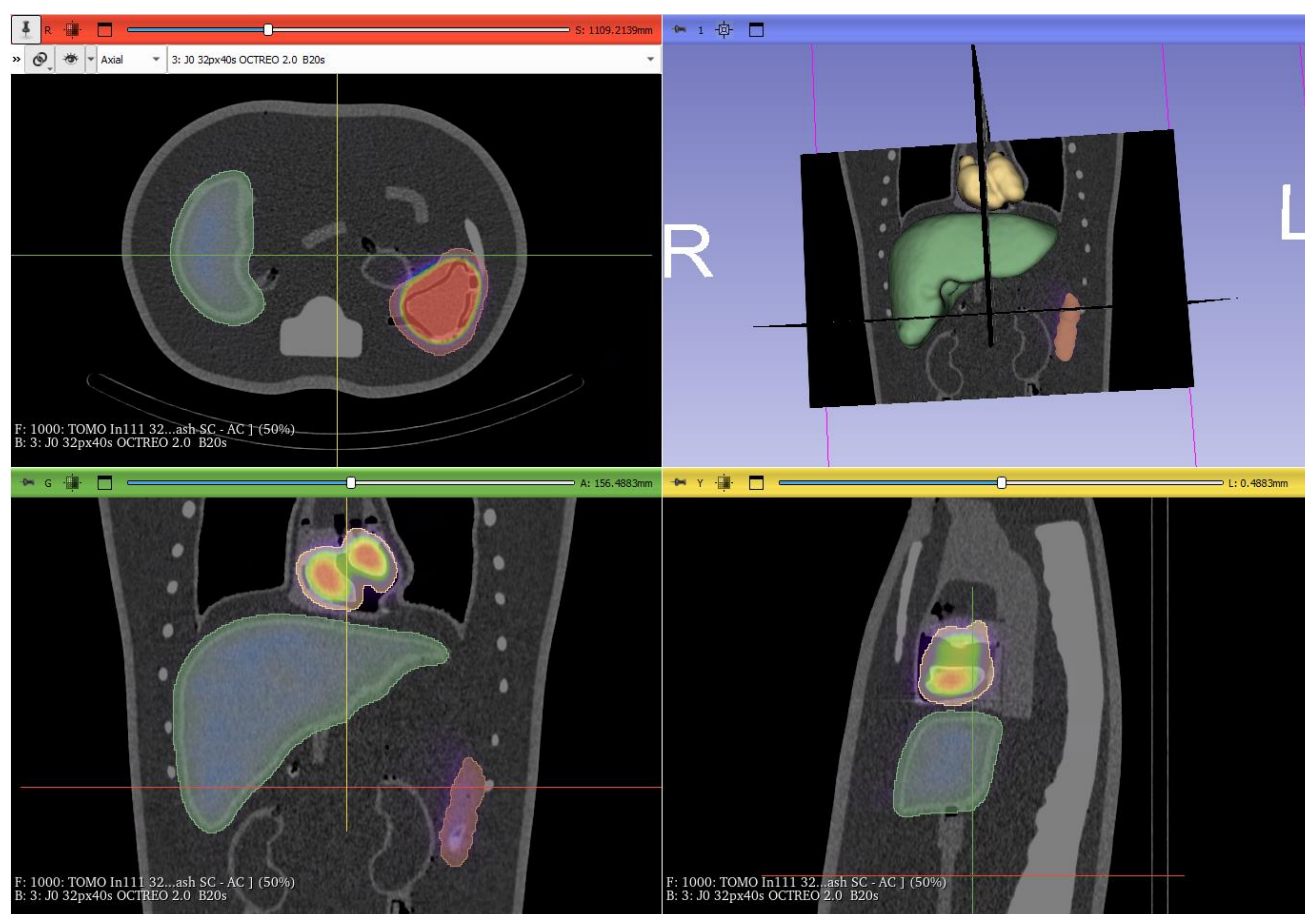 R
S: 1109.2139mm
1
»
Axial
3: J0 32px40s OCTREO 2.0 B20s
R
L
F: 1000: TOMO In111 32...ash SC - AC ] (50%)
B: 3: J0 32px40s OCTREO 2.0 B20s
G
A: 156.4883mm
Y
L: 0.4883mm
F: 1000: TOMO In111 32...ash SC - AC ] (50%)
B: 3: J0 32px40s OCTREO 2.0 B20s
F: 1000: TOMO In111 32...ash SC - AC ] (50%)
B: 3: J0 32px40s OCTREO 2.0 B20s